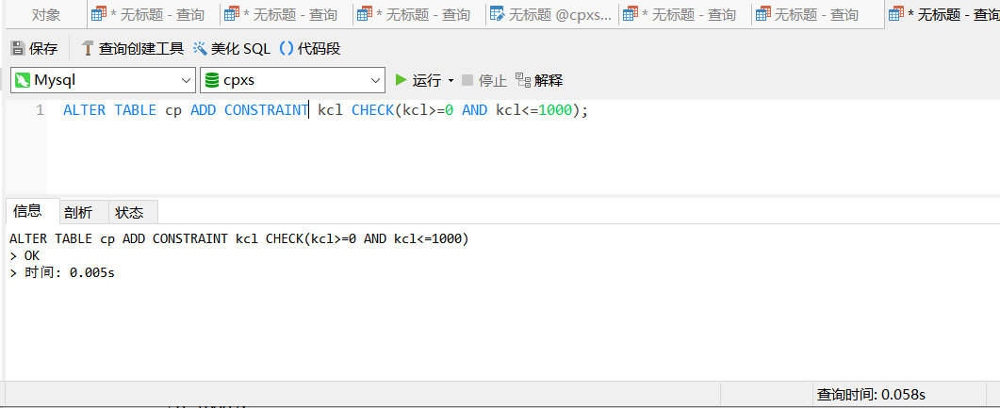 对象 * 无标题 - 查询 * 无标题 - 查询 * 无标题 - 查询 无标题 @cpxs... * 无标题 - 查询 无标题 - 查询 * 无标题 - 查询
保存 查询创建工具 美化 SQL 代码段
Mysql cpxs 运行 停止 解释
1 ALTER TABLE cp ADD CONSTRAINT kcl CHECK(kcl>=0 AND kcl<=1000);
信息 剖析 状态
ALTER TABLE cp ADD CONSTRAINT kcl CHECK(kcl>=0 AND kcl<=1000)
> OK
> 时间: 0.005s
查询时间: 0.058s